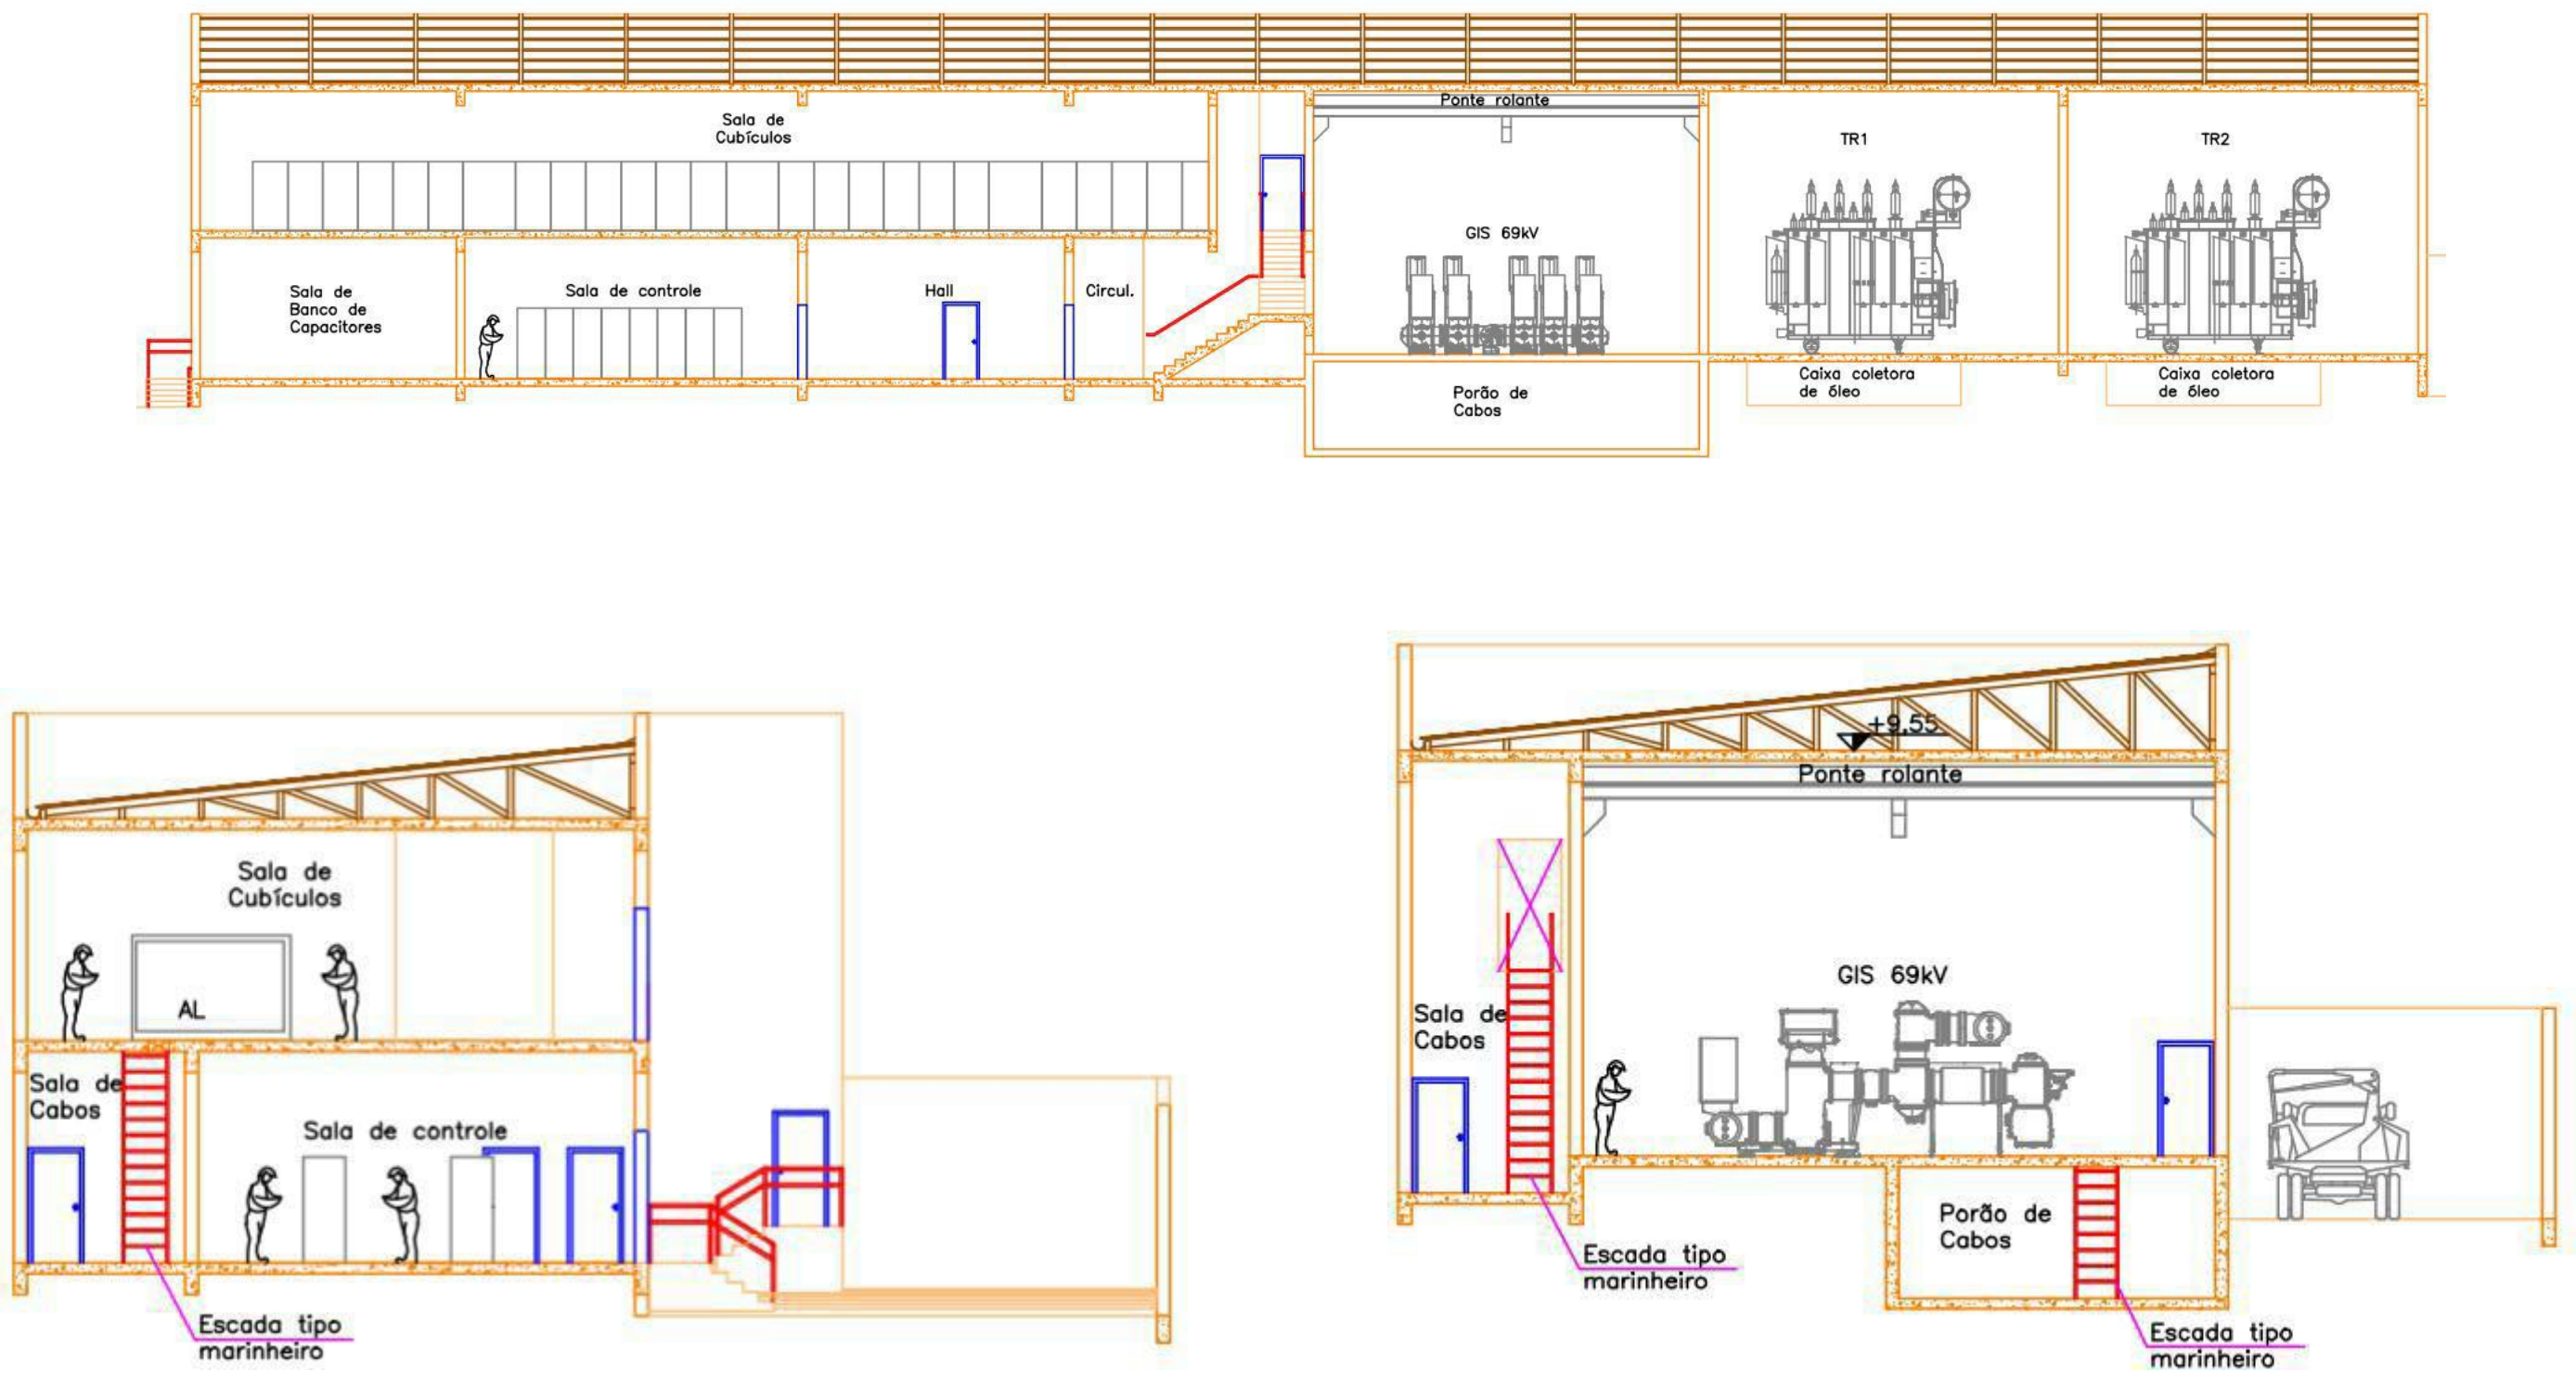 Ponte rolante
Sala de
Cubículos
TR1
TR2
GIS 69kV
Sala de
Banco de
Capacitores
Sala de controle
Hall
Circul.
Porão de
Cabos
Caixa coletora
de óleo
Caixa coletora
de óleo
Sala de
Cubículos
AL
Sala de
Cabos
Sala de controle
Escada tipo
marinheiro
+9,55
Ponte rolante
GIS 69kV
Sala de
Cabos
Porão de
Cabos
Escada tipo
marinheiro
Escada tipo
marinheiro